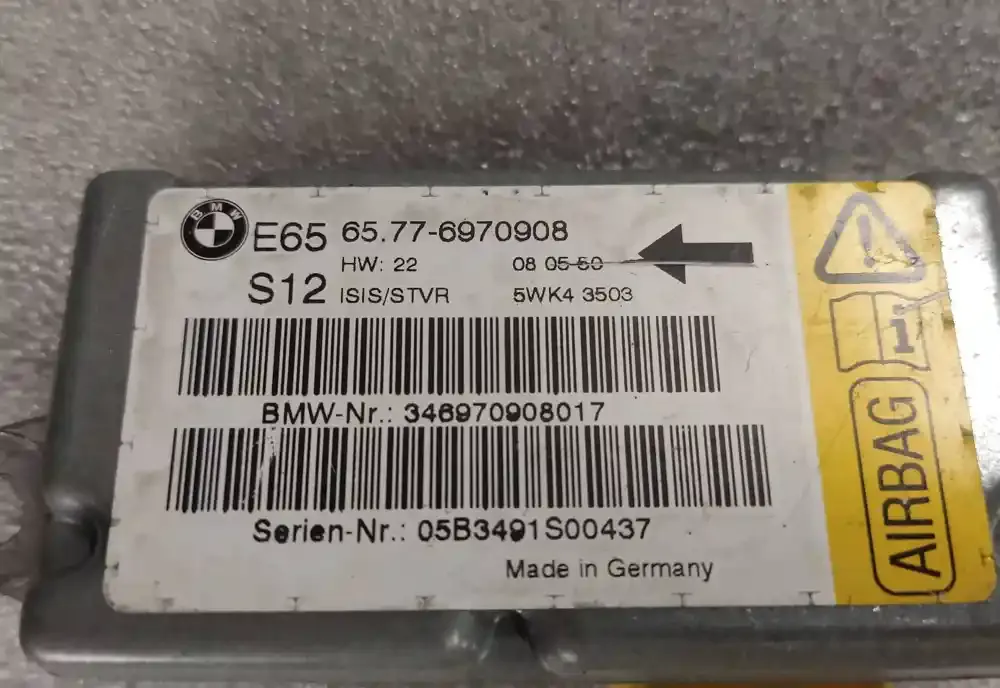 BMW
E65 65.77-6970908
HW: 22 08 05 50
S12 ISIS/STVR 5WK4 3503
BMW-Nr.: 346970908017
Serien-Nr.: 05B3491S00437
Made in Germany
AIRBAG